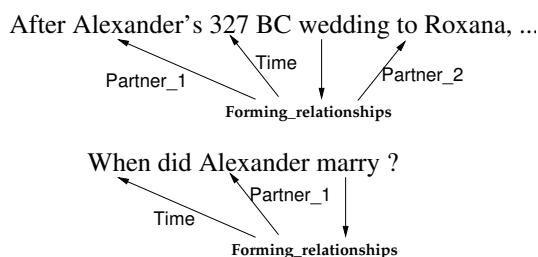 After Alexander's 327 BC wedding to Roxana, ...
Time
Partner_1
Partner_2
Forming_relationships
When did Alexander marry ?
Partner_1
Time
Forming_relationships